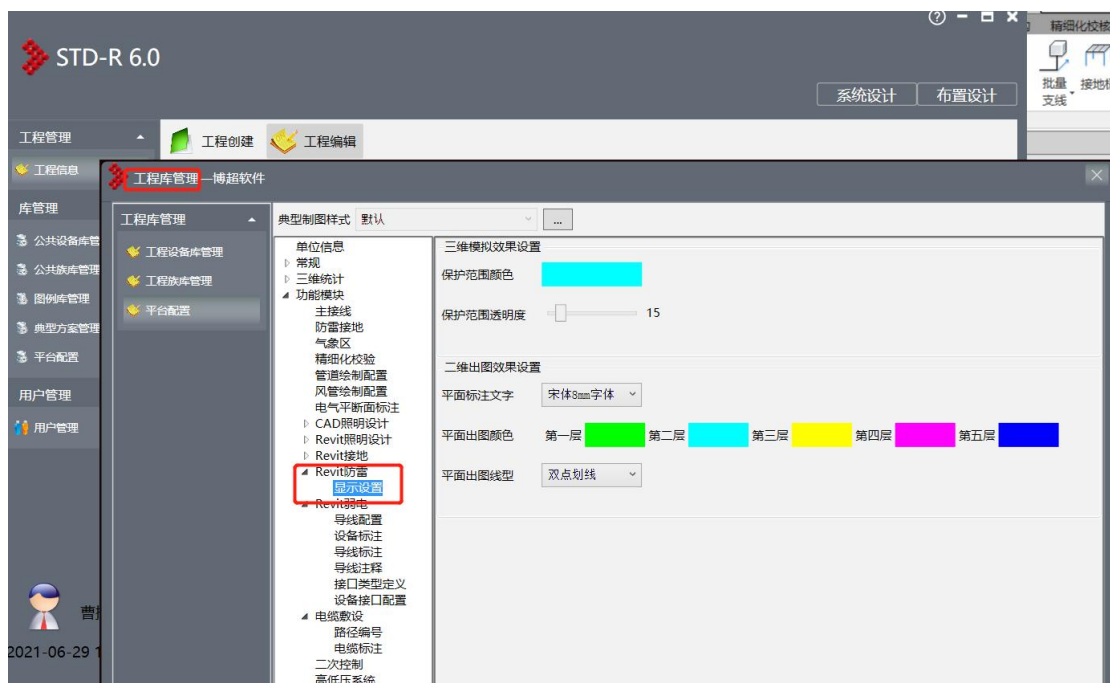 精细化校核
STD-R 6.0
批量
支线
系统设计
布置设计
工程管理
工程创建
工程编辑
工程信息
工程库管理—博超软件
库管理
公共设备库管
公共族库管理
图例库管理
典型方案管理
平台配置
用户管理
用户管理
2021-06-29 1
工程库管理
工程设备库管理
工程族库管理
平台配置
典型制图样式
默认
...
单位信息
常规
三维统计
功能模块
主接线
防雷接地
气象区
精细化校验
管道绘制配置
风管绘制配置
电气平断面标注
CAD照明设计
Revit照明设计
Revit接地
Revit防雷
显示设置
Revit弱电
导线配置
设备标注
导线标注
导线注释
接口类型定义
设备接口配置
电缆敷设
路径编号
电缆标注
二次控制
高低压系统
三维模拟效果设置
保护范围颜色
保护范围透明度
15
二维出图效果设置
平面标注文字
宋体8mm字体
平面出图颜色
第一层
第二层
第三层
第四层
第五层
平面出图线型
双点划线